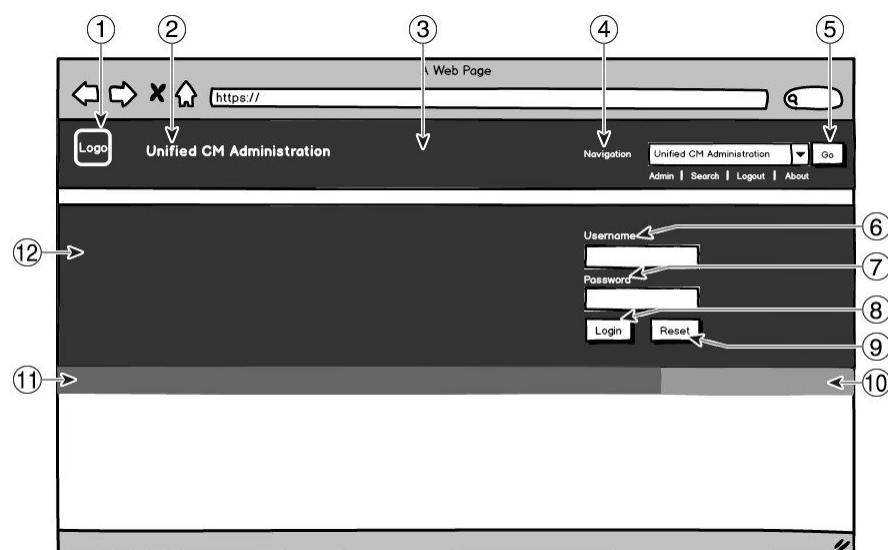 1 2 3 4 5
A Web Page
https://
Logo Unified CM Administration Navigation Unified CM Administration Go
Admin | Search | Logout | About
Username 6
12
Password 7
8
Login Reset
9
11 10